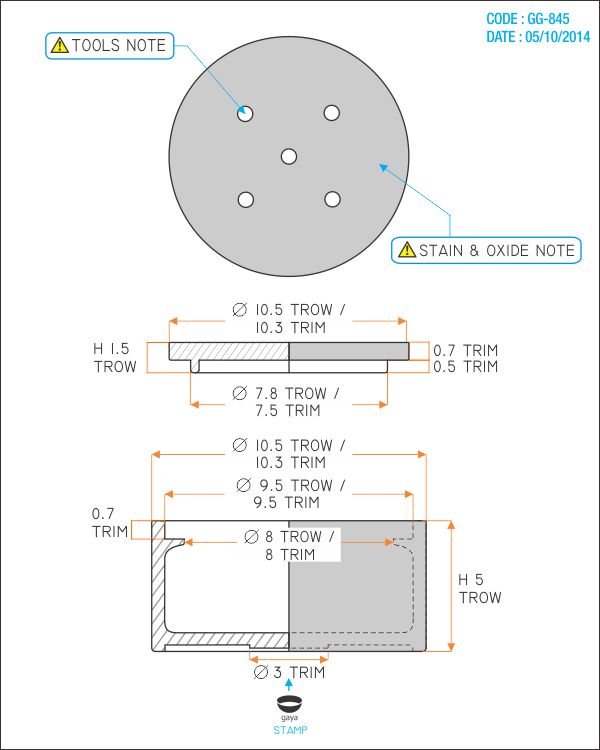 CODE : GG-845
DATE : 05/10/2014
TOOLS NOTE
STAIN & OXIDE NOTE
Ø 10.5 TROW /
10.3 TRIM
H 1.5
TROW
0.7 TRIM
0.5 TRIM
Ø 7.8 TROW /
7.5 TRIM
Ø 10.5 TROW /
10.3 TRIM
Ø 9.5 TROW /
9.5 TRIM
0.7
TRIM
Ø 8 TROW /
8 TRIM
H 5
TROW
Ø 3 TRIM
gaya
STAMP